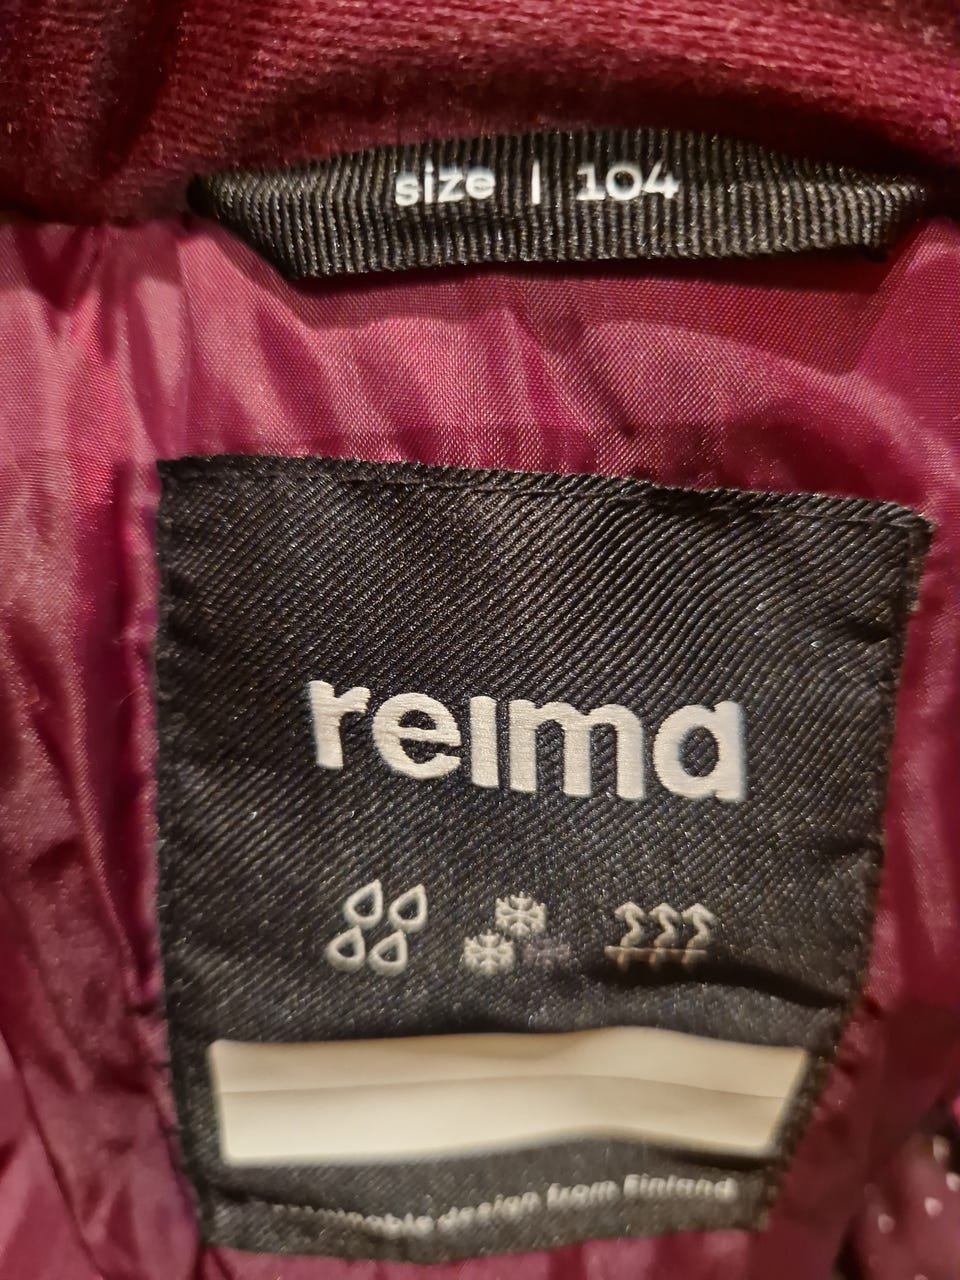 size | 104
reima
design from Finland